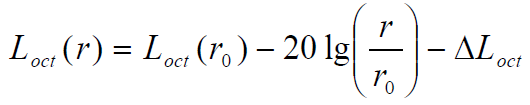 L_oct (r) = L_oct (r_0) − 20 lg(r / r_0) − ΔL_oct